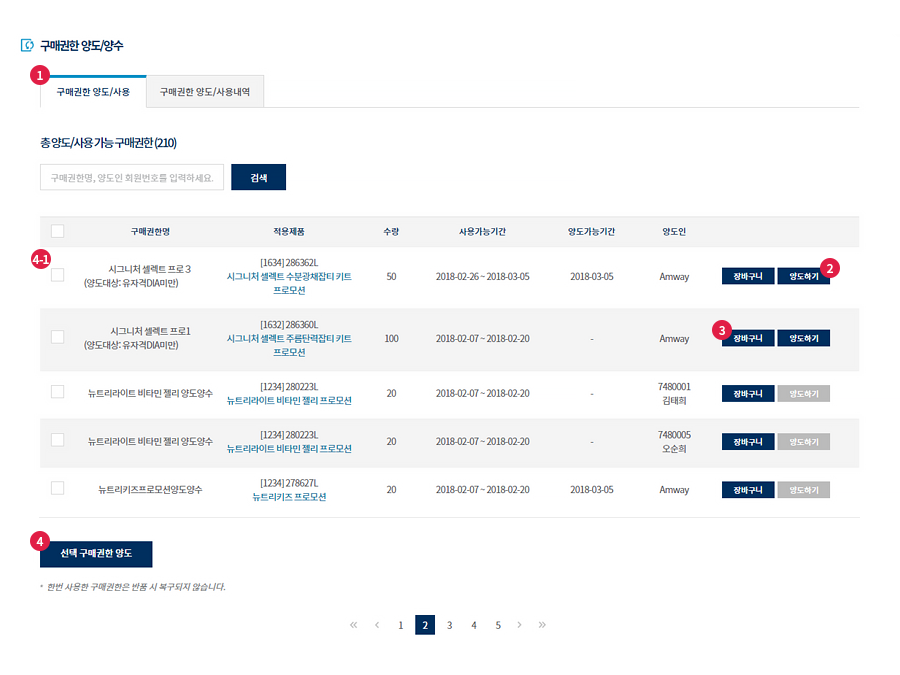 구매권한 양도/양수
1
구매권한 양도/사용
구매권한 양도/사용내역
총 양도/사용 가능 구매권한 (210)
구매권한명, 양도인 회원번호를 입력하세요.
검색
구매권한명 적용제품 수량 사용가능기간 양도가능기간 양도인
4-1
시그니처 셀렉트 프로 3
(양도대상: 유자격DIA미만)
[1634] 286362L
시그니처 셀렉트 수분광채잡티 키트
프로모션
50
2018-02-26 ~ 2018-03-05
2018-03-05
Amway
장바구니
양도하기
2
시그니처 셀렉트 프로1
(양도대상: 유자격DIA미만)
[1632] 286360L
시그니처 셀렉트 주름탄력잡티 키트
프로모션
100
2018-02-07 ~ 2018-02-20
-
Amway
3
장바구니
양도하기
뉴트리라이트 비타민 젤리 양도양수
[1234] 280223L
뉴트리라이트 비타민 젤리 프로모션
20
2018-02-07 ~ 2018-02-20
-
7480001
김태희
장바구니
양도하기
뉴트리라이트 비타민 젤리 양도양수
[1234] 280223L
뉴트리라이트 비타민 젤리 프로모션
20
2018-02-07 ~ 2018-02-20
-
7480005
오순희
장바구니
양도하기
뉴트리키즈프로모션양도양수
[1234] 278627L
뉴트리키즈 프로모션
20
2018-02-07 ~ 2018-02-20
2018-03-05
Amway
장바구니
양도하기
4
선택 구매권한 양도
* 한번 사용한 구매권한은 반품 시 복구되지 않습니다.
« ‹ 1 2 3 4 5 › »